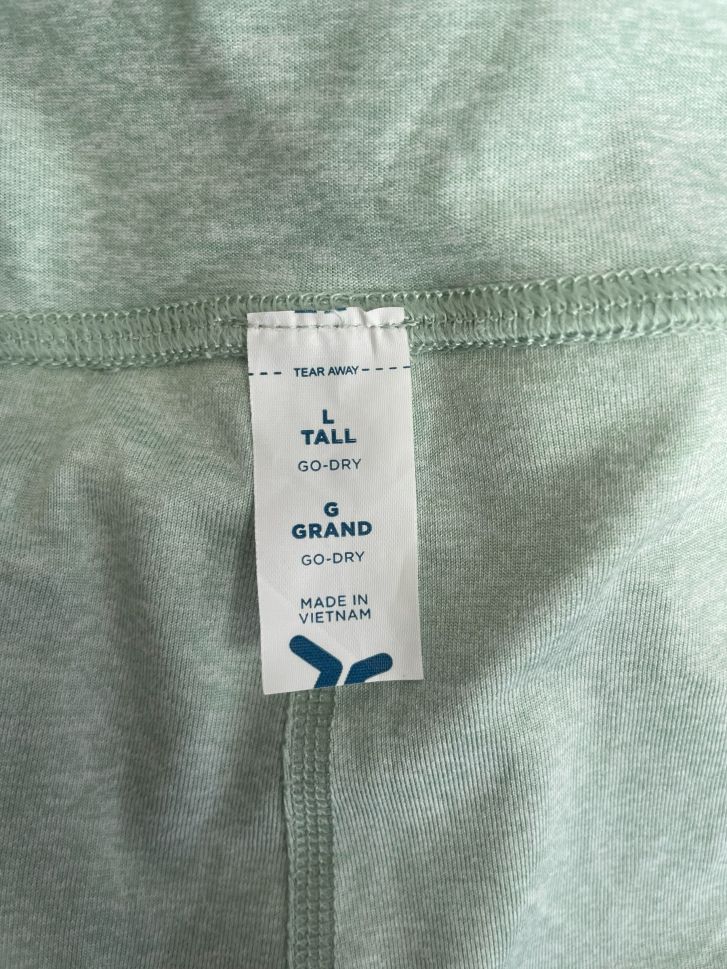 TEAR AWAY
L
TALL
GO-DRY
G
GRAND
GO-DRY
MADE IN
VIETNAM